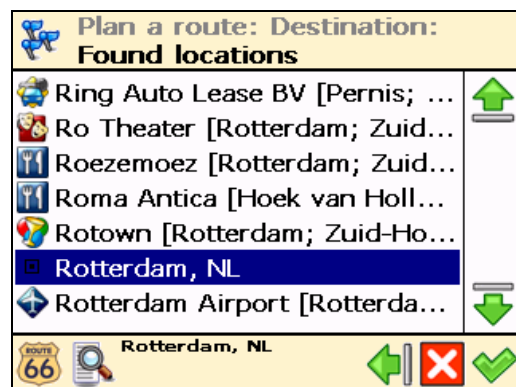 Plan a route: Destination:
Found locations
Ring Auto Lease BV [Pernis; ...
Ro Theater [Rotterdam; Zuid...
Roezemoez [Rotterdam; Zuid...
Roma Antica [Hoek van Holl...
Rotown [Rotterdam; Zuid-Ho...
Rotterdam, NL
Rotterdam Airport [Rotterda...
ROUTE
66
Rotterdam, NL